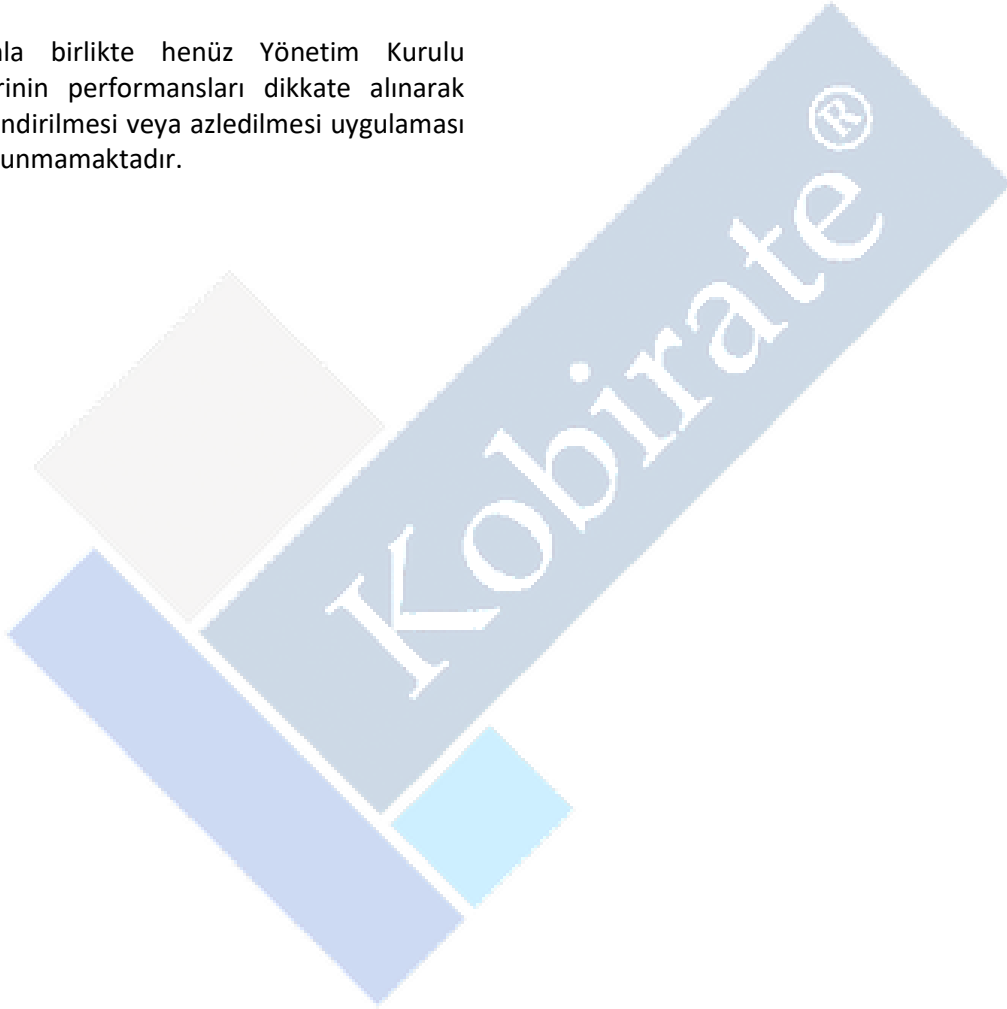 la birlikte henüz Yönetim Kurulu
rinin performansları dikkate alınarak
ndirilmesi veya azledilmesi uygulaması
unmamaktadır.
Kobirate®